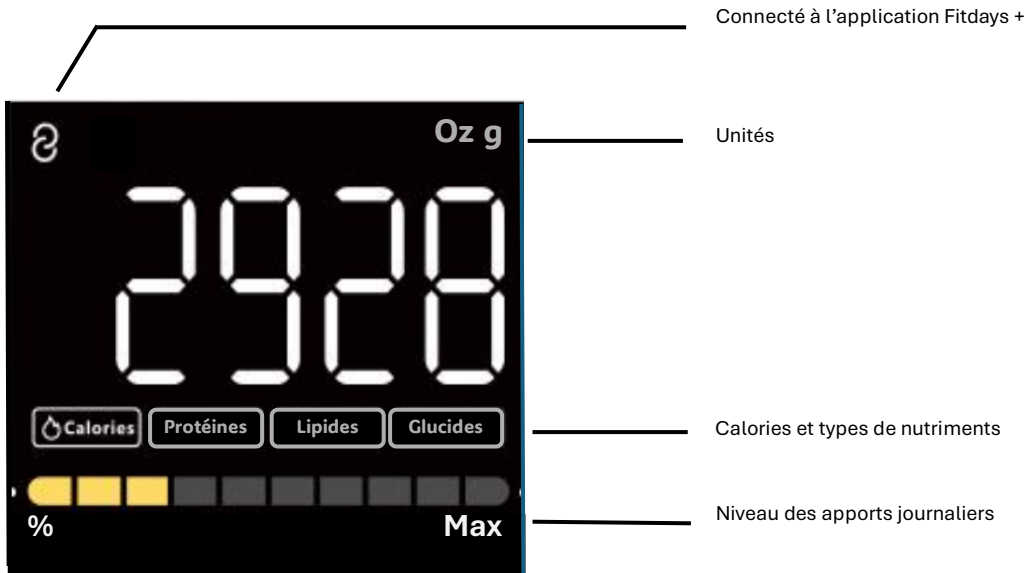 Connecté à l’application Fitdays +
Oz g
Unités
2928
Calories Protéines Lipides Glucides
Calories et types de nutriments
Niveau des apports journaliers
% Max